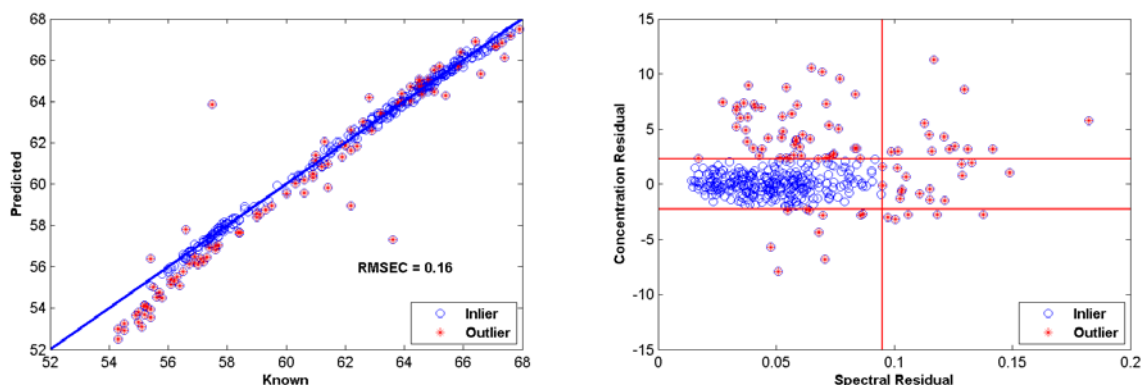 68
66
64
62
60
58
56
54
52
Predicted
52 54 56 58 60 62 64 66 68
Known
RMSEC = 0.16
Inlier
Outlier
15
10
5
0
-5
-10
-15
Concentration Residual
0 0.05 0.1 0.15 0.2
Spectral Residual
Inlier
Outlier